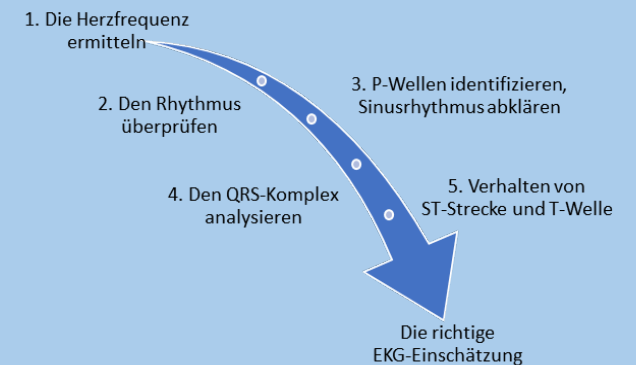 1. Die Herzfrequenz
ermitteln
2. Den Rhythmus
überprüfen
3. P-Wellen identifizieren,
Sinusrhythmus abklären
4. Den QRS-Komplex
analysieren
5. Verhalten von
ST-Strecke und T-Welle
Die richtige
EKG-Einschätzung